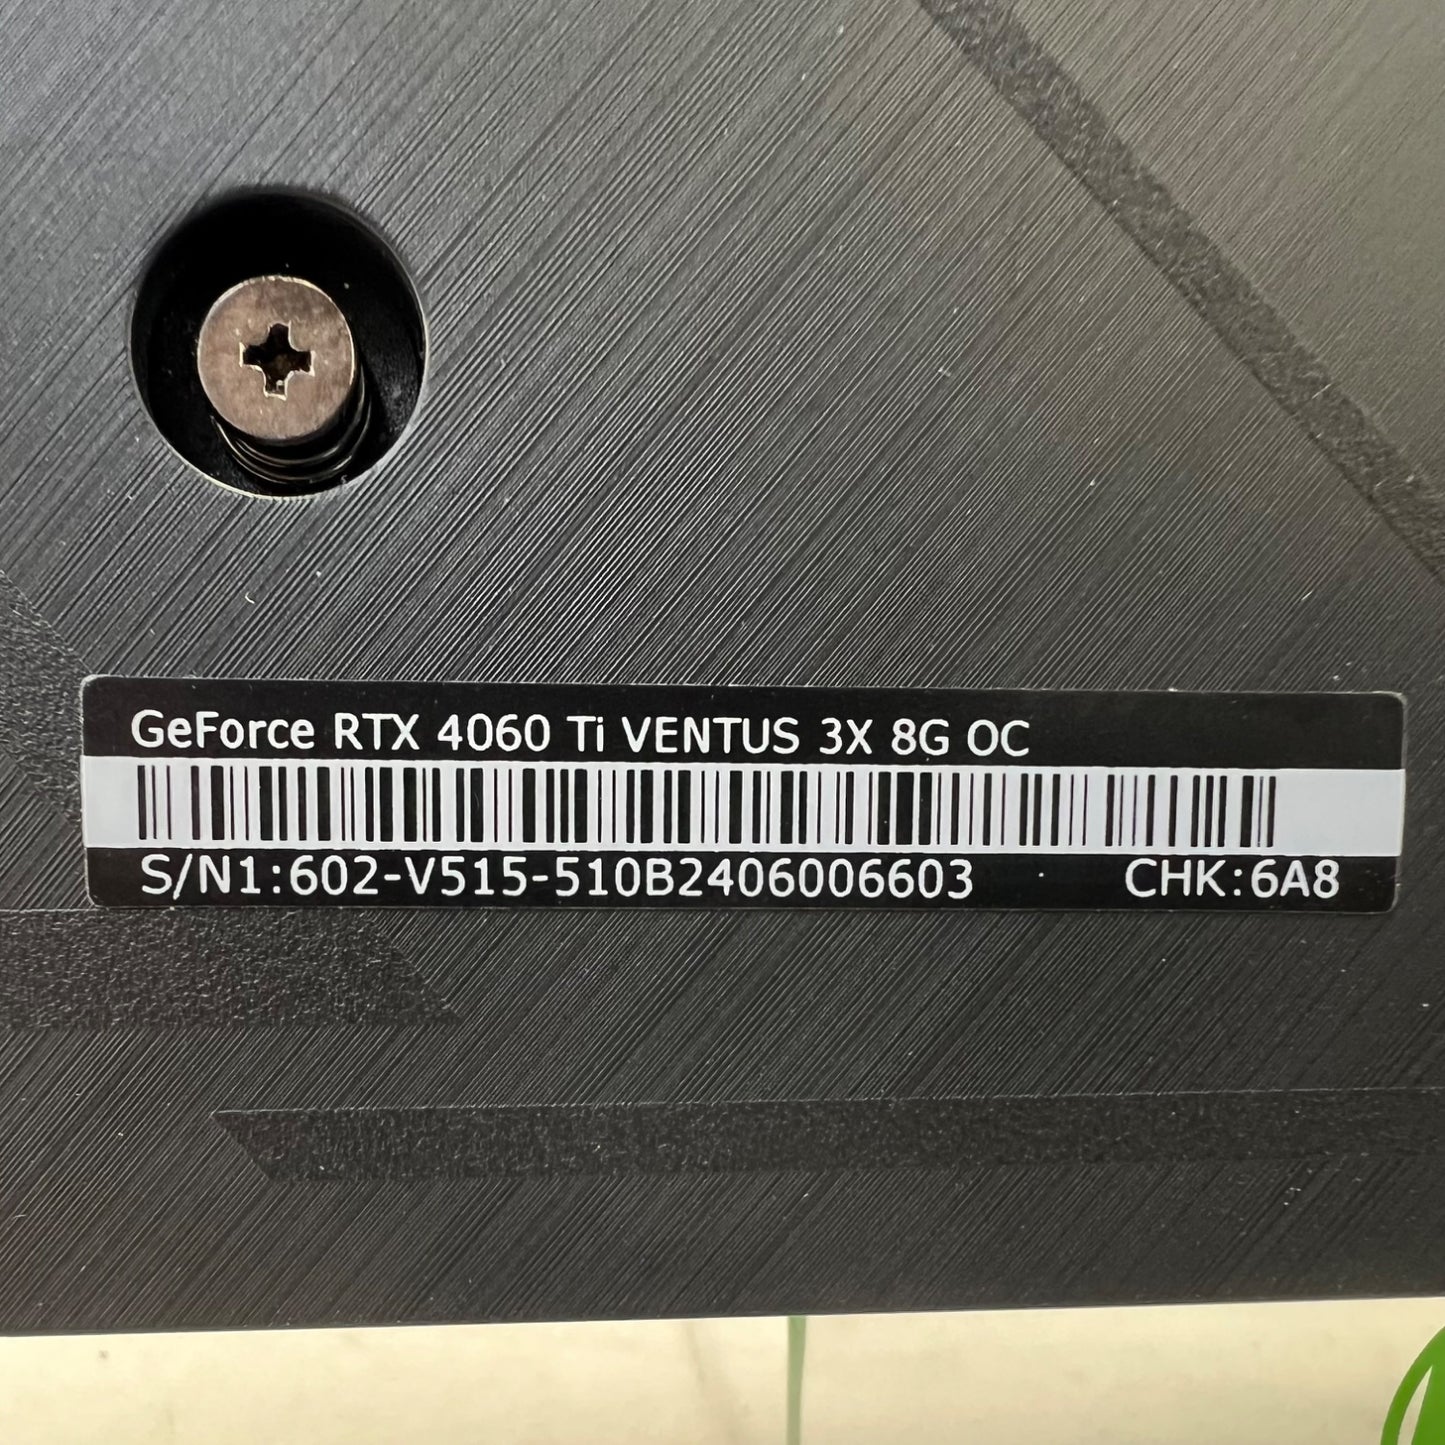 GeForce RTX 4060 Ti VENTUS 3X 8G OC
S/N1:602-V515-510B2406006603 CHK:6A8